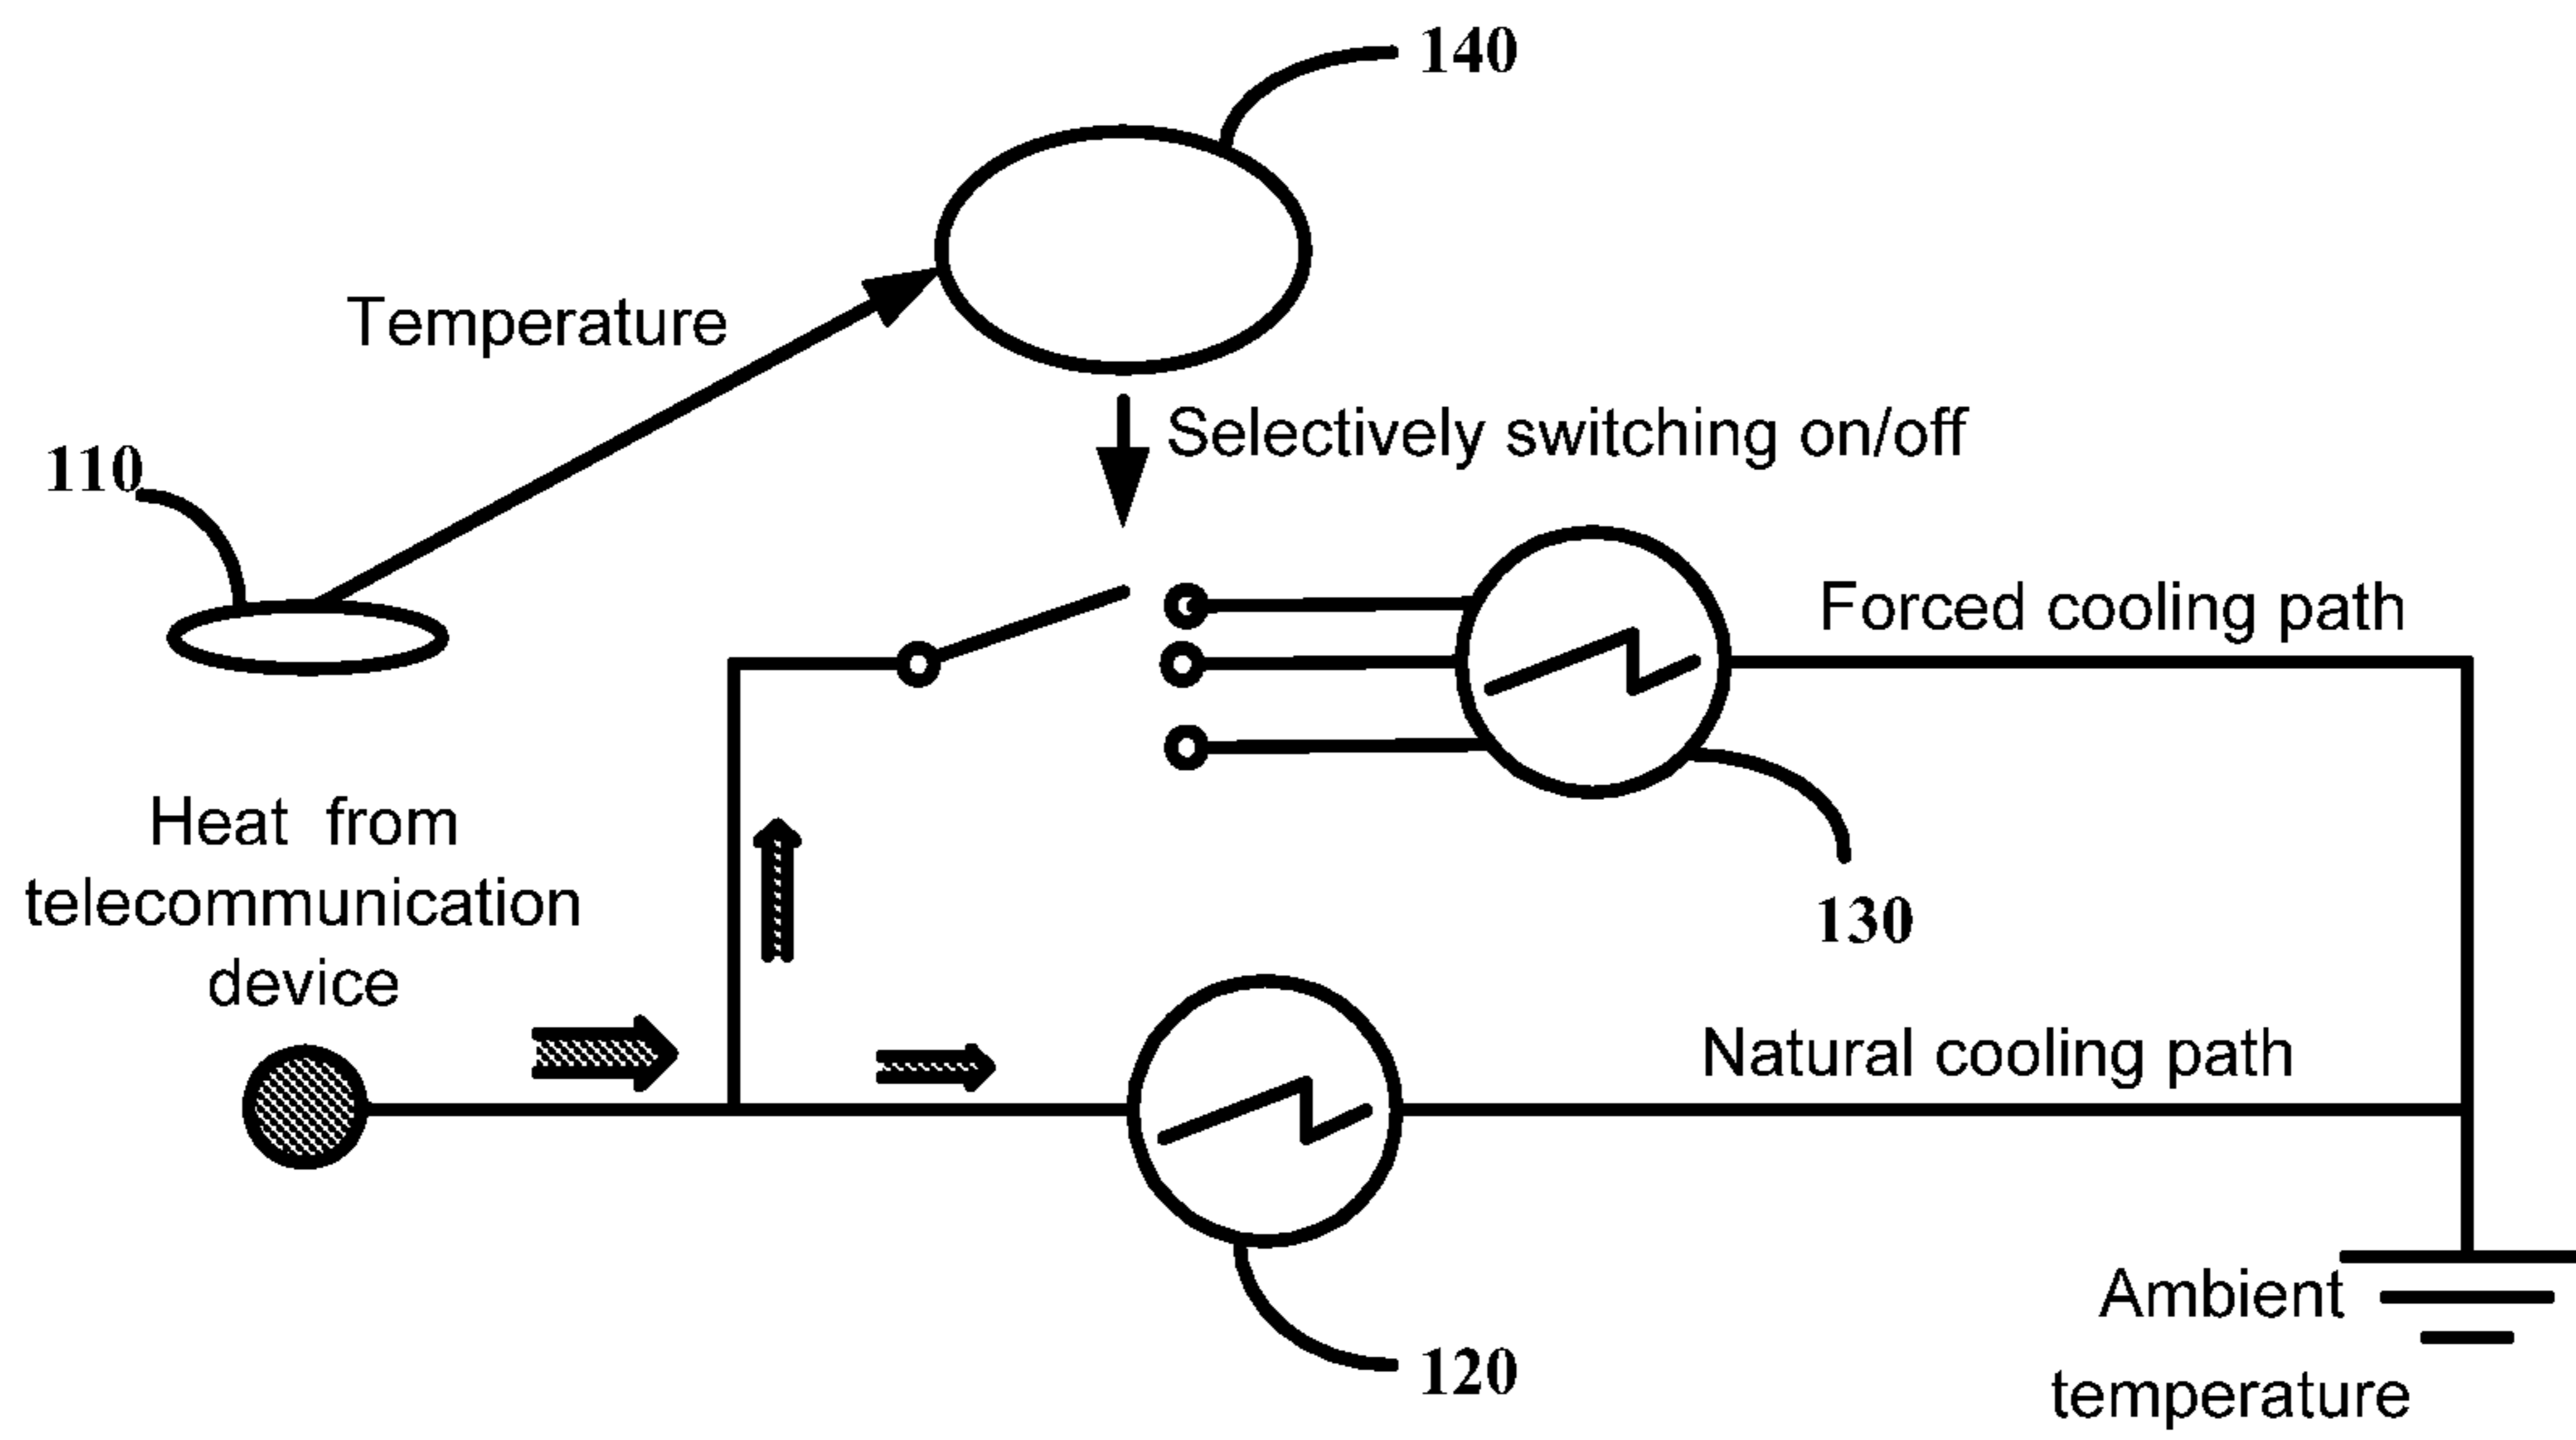 140
Temperature
Selectively switching on/off
110
Forced cooling path
Heat from
telecommunication
device
130
Natural cooling path
Ambient
temperature
120